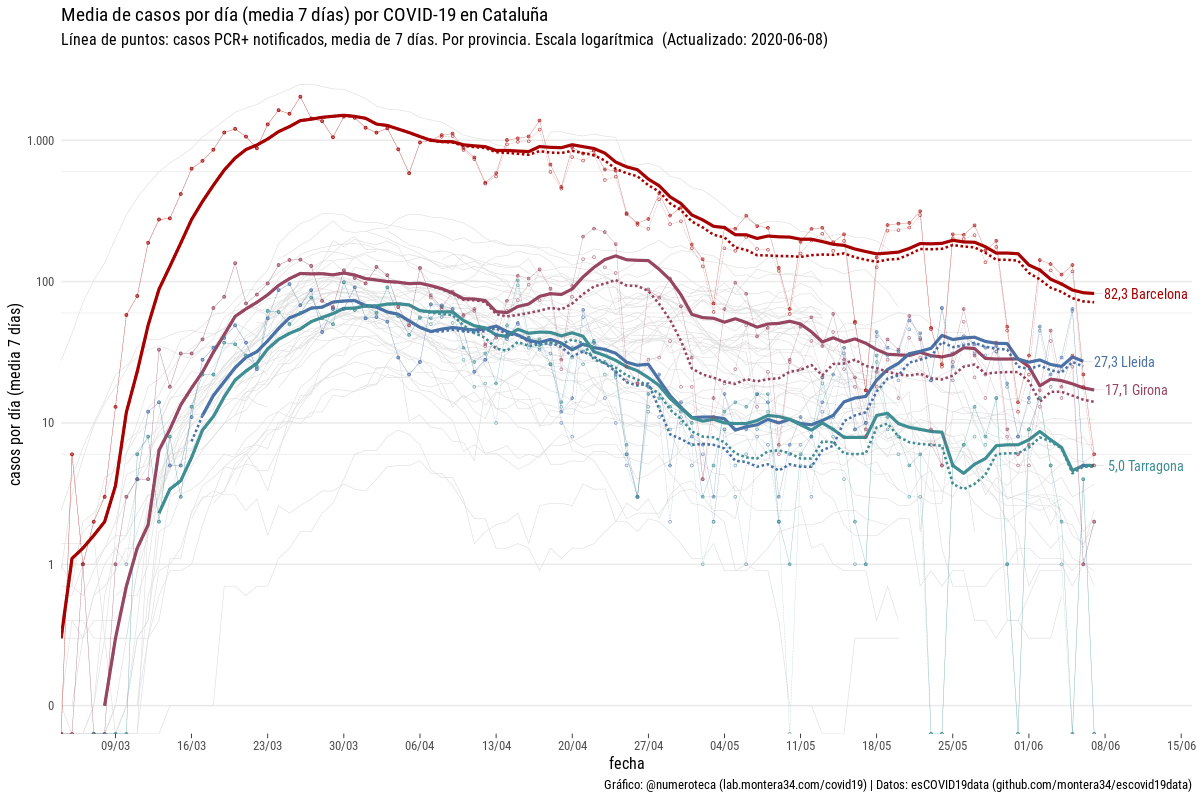 Media de casos por día (media 7 días) por COVID-19 en Cataluña
Línea de puntos: casos PCR+ notificados, media de 7 días. Por provincia. Escala logarítmica (Actualizado: 2020-06-08)
casos por día (media 7 días)
1.000
100
10
1
0
82,3 Barcelona
27,3 Lleida
17,1 Girona
5,0 Tarragona
09/03
16/03
23/03
30/03
06/04
13/04
20/04
27/04
04/05
11/05
18/05
25/05
01/06
08/06
15/06
fecha
Gráfico: @numeroteca (lab.montera34.com/covid19) | Datos: esCOVID19data (github.com/montera34/escovid19data)